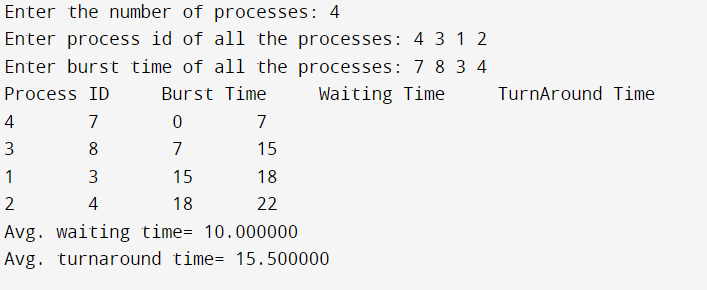 Enter the number of processes: 4
Enter process id of all the processes: 4 3 1 2
Enter burst time of all the processes: 7 8 3 4
Process ID     Burst Time     Waiting Time     TurnAround Time
4       7       0       7
3       8       7       15
1       3       15      18
2       4       18      22
Avg. waiting time= 10.000000
Avg. turnaround time= 15.500000